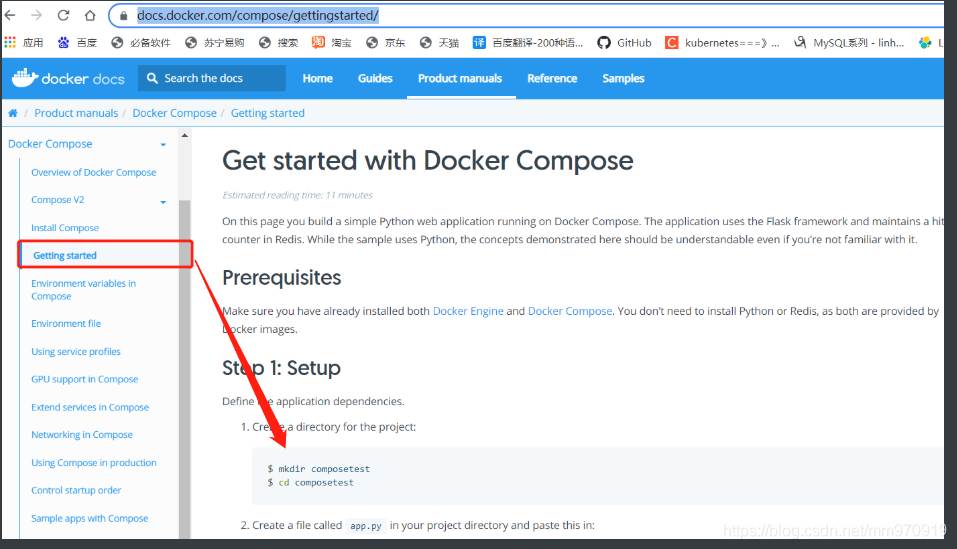 docs.docker.com/compose/gettingstarted/
应用 百度 必备软件 苏宁易购 搜索 淘宝 京东 天猫 译 百度翻译-200种语... GitHub C kubernetes===》... MySQL系列 - linh... L
docker docs Search the docs Home Guides Product manuals Reference Samples
/ Product manuals / Docker Compose / Getting started
Docker Compose
Overview of Docker Compose
Compose V2
Install Compose
Getting started
Environment variables in
Compose
Environment file
Using service profiles
GPU support in Compose
Extend services in Compose
Networking in Compose
Using Compose in production
Control startup order
Sample apps with Compose
Get started with Docker Compose
Estimated reading time: 11 minutes
On this page you build a simple Python web application running on Docker Compose. The application uses the Flask framework and maintains a hit
counter in Redis. While the sample uses Python, the concepts demonstrated here should be understandable even if you're not familiar with it.
Prerequisites
Make sure you have already installed both Docker Engine and Docker Compose. You don't need to install Python or Redis, as both are provided by
Docker images.
Step 1: Setup
Define the application dependencies.
1. Create a directory for the project:
$ mkdir composetest
$ cd composetest
2. Create a file called app.py in your project directory and paste this in:
https://blog.csdn.net/mm970919